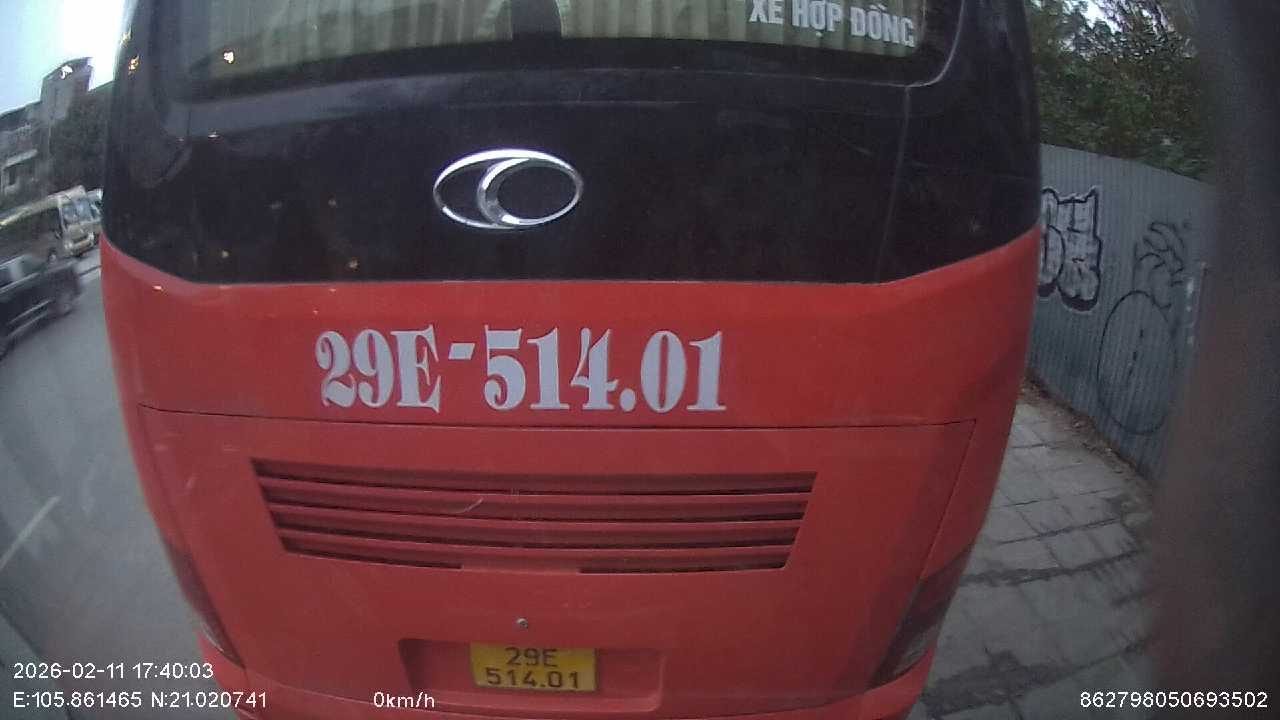 XE HỢP ĐỒNG
29E-514.01
29E
514.01
2026-02-11 17:40:03
E:105.861465 N:21.020741 0km/h 862798050693502